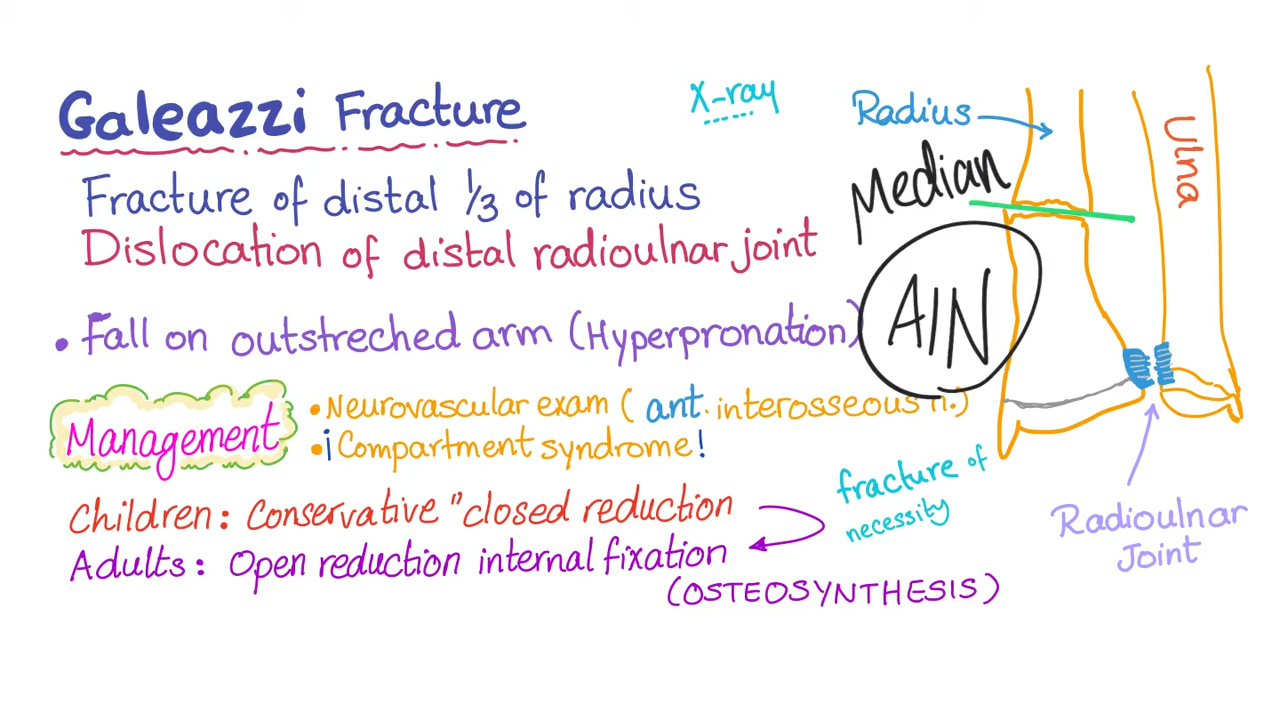 Galeazzi Fracture
X-ray
Fracture of distal 1/3 of radius
Dislocation of distal radioulnar joint
• Fall on outstreched arm (Hyperpronation)
Management
• Neurovascular exam (ant. interosseous n.)
• ¡Compartment syndrome!
Children: Conservative "closed reduction
Adults: Open reduction internal fixation
(OSTEOSYNTHESIS)
fracture of
necessity
Radius
Median
AIN
Ulna
Radioulnar
Joint